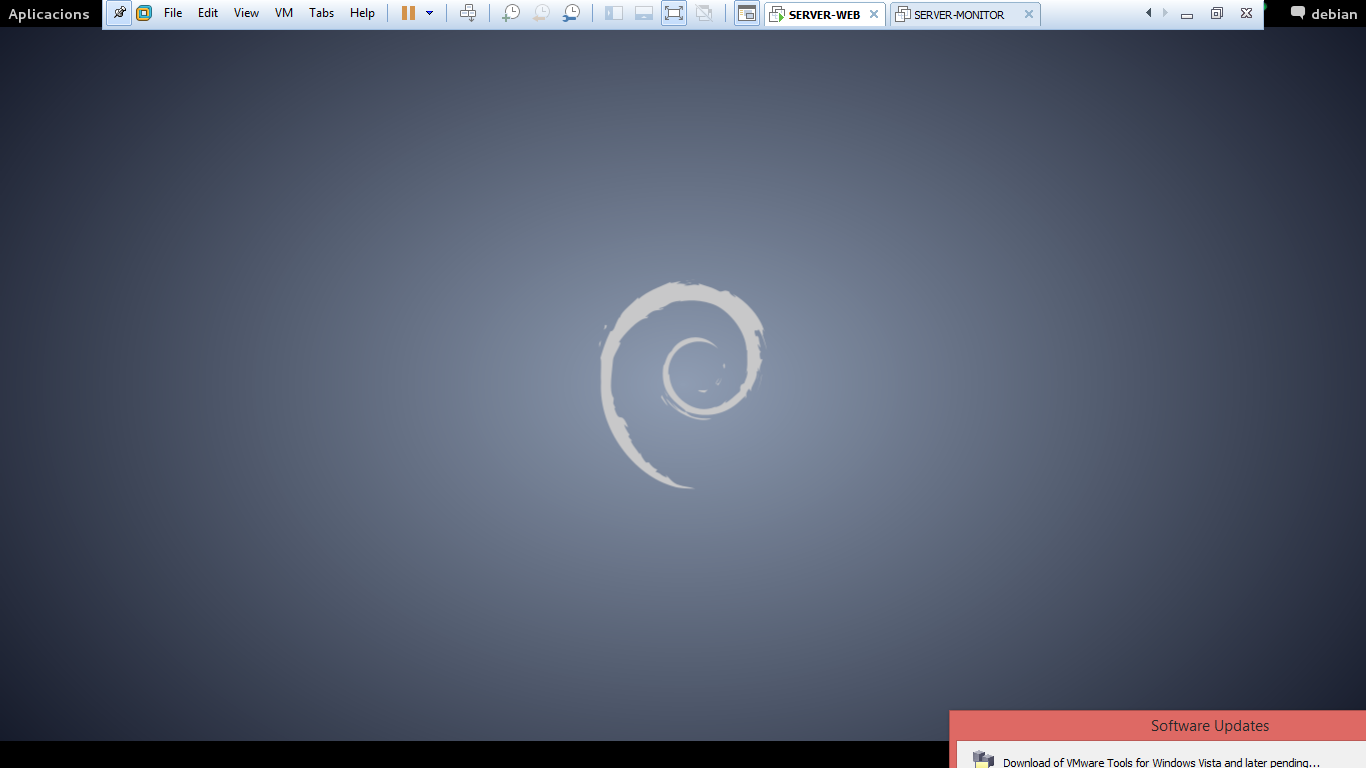 Aplicacions File Edit View VM Tabs Help SERVER-WEB SERVER-MONITOR debian
Software Updates
Download of VMware Tools for Windows Vista and later pending...